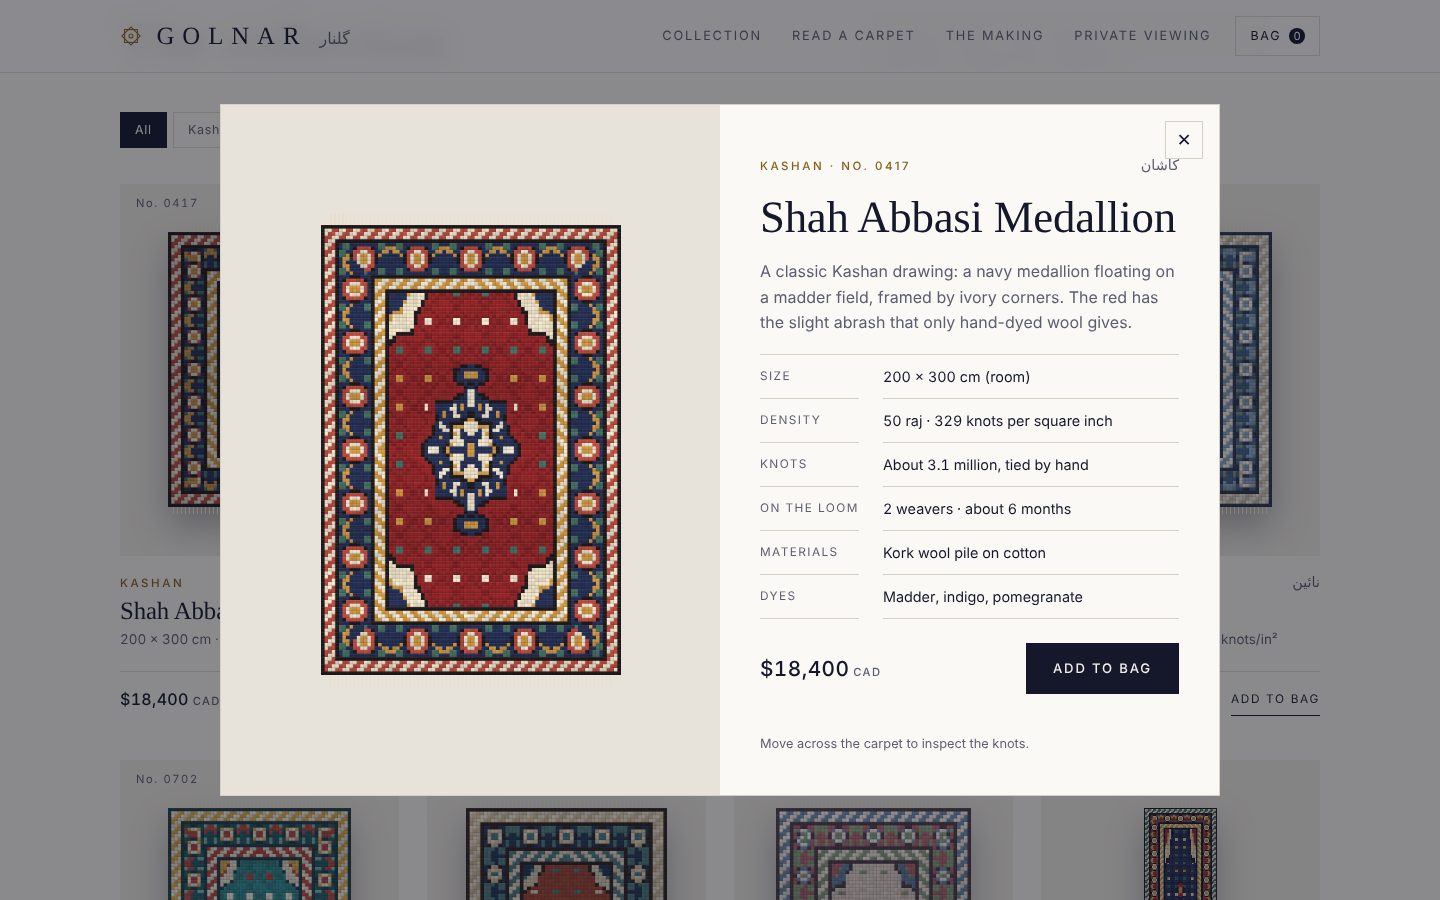 GOLNAR گلنار
COLLECTION READ A CARPET THE MAKING PRIVATE VIEWING BAG 0
All Kash
No. 0417
KASHAN · NO. 0417 کاشان
Shah Abbasi Medallion
A classic Kashan drawing: a navy medallion floating on
a madder field, framed by ivory corners. The red has
the slight abrash that only hand-dyed wool gives.
SIZE 200 × 300 cm (room)
DENSITY 50 raj · 329 knots per square inch
KNOTS About 3.1 million, tied by hand
ON THE LOOM 2 weavers · about 6 months
MATERIALS Kork wool pile on cotton
DYES Madder, indigo, pomegranate
$18,400 CAD ADD TO BAG
Move across the carpet to inspect the knots.
KASHAN
Shah Abba
200 × 300 cm ·
$18,400 CAD
نائین
knots/in²
ADD TO BAG
No. 0702